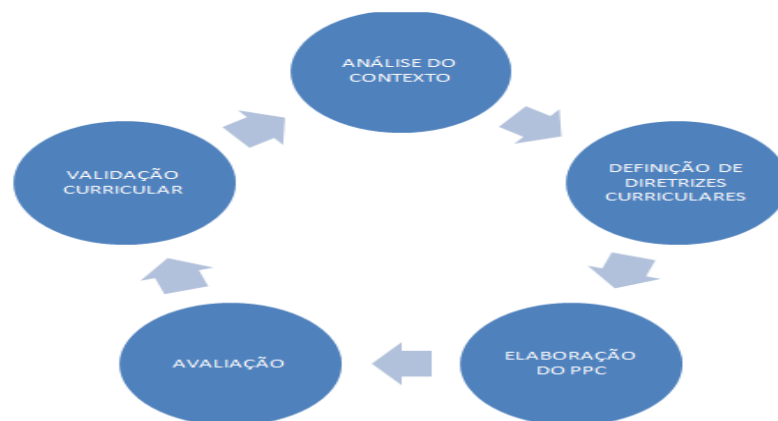 ANÁLISE DO
CONTEXTO
DEFINIÇÃO DE
DIRETRIZES
CURRICULARES
ELABORAÇÃO
DO PPC
AVALIAÇÃO
VALIDAÇÃO
CURRICULAR